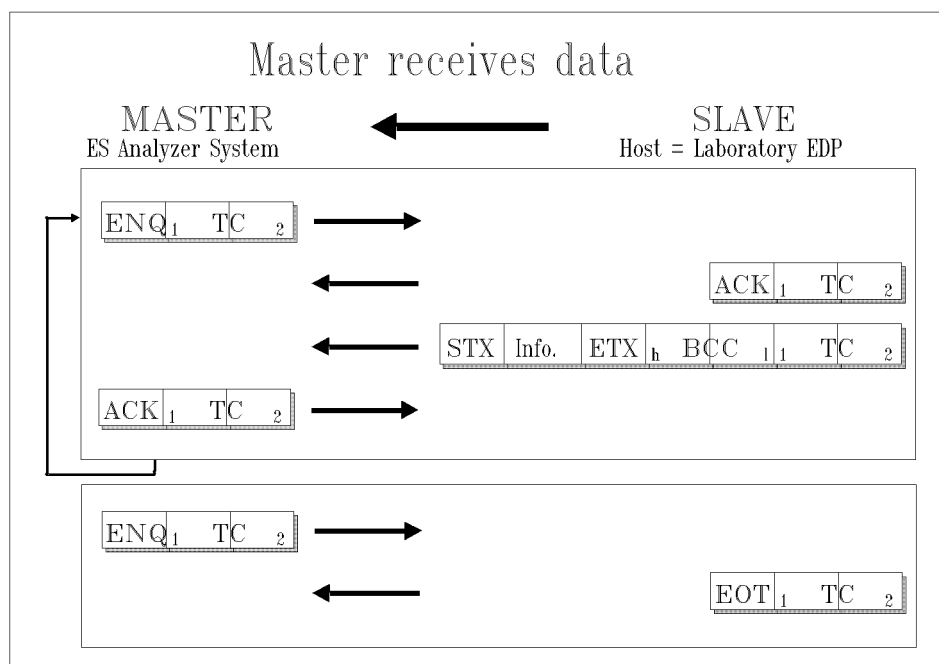 Master receives data
MASTER SLAVE
ES Analyzer System Host = Laboratory EDP
ENQ 1 TC 2
ACK 1 TC 2
STX Info. ETX h BCC l 1 TC 2
ACK 1 TC 2
ENQ 1 TC 2
EOT 1 TC 2